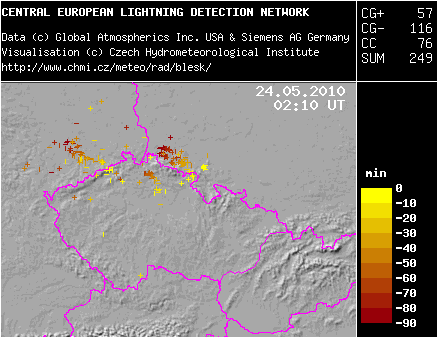 CENTRAL EUROPEAN LIGHTNING DETECTION NETWORK
Data (c) Global Atmospherics Inc. USA & Siemens AG Germany
Visualisation (c) Czech Hydrometeorological Institute
http://www.chmi.cz/meteo/rad/blesk/
CG+ 57
CG- 116
CC 76
SUM 249
24.05.2010
02:10 UT
min
0
-10
-20
-30
-40
-50
-60
-70
-80
-90